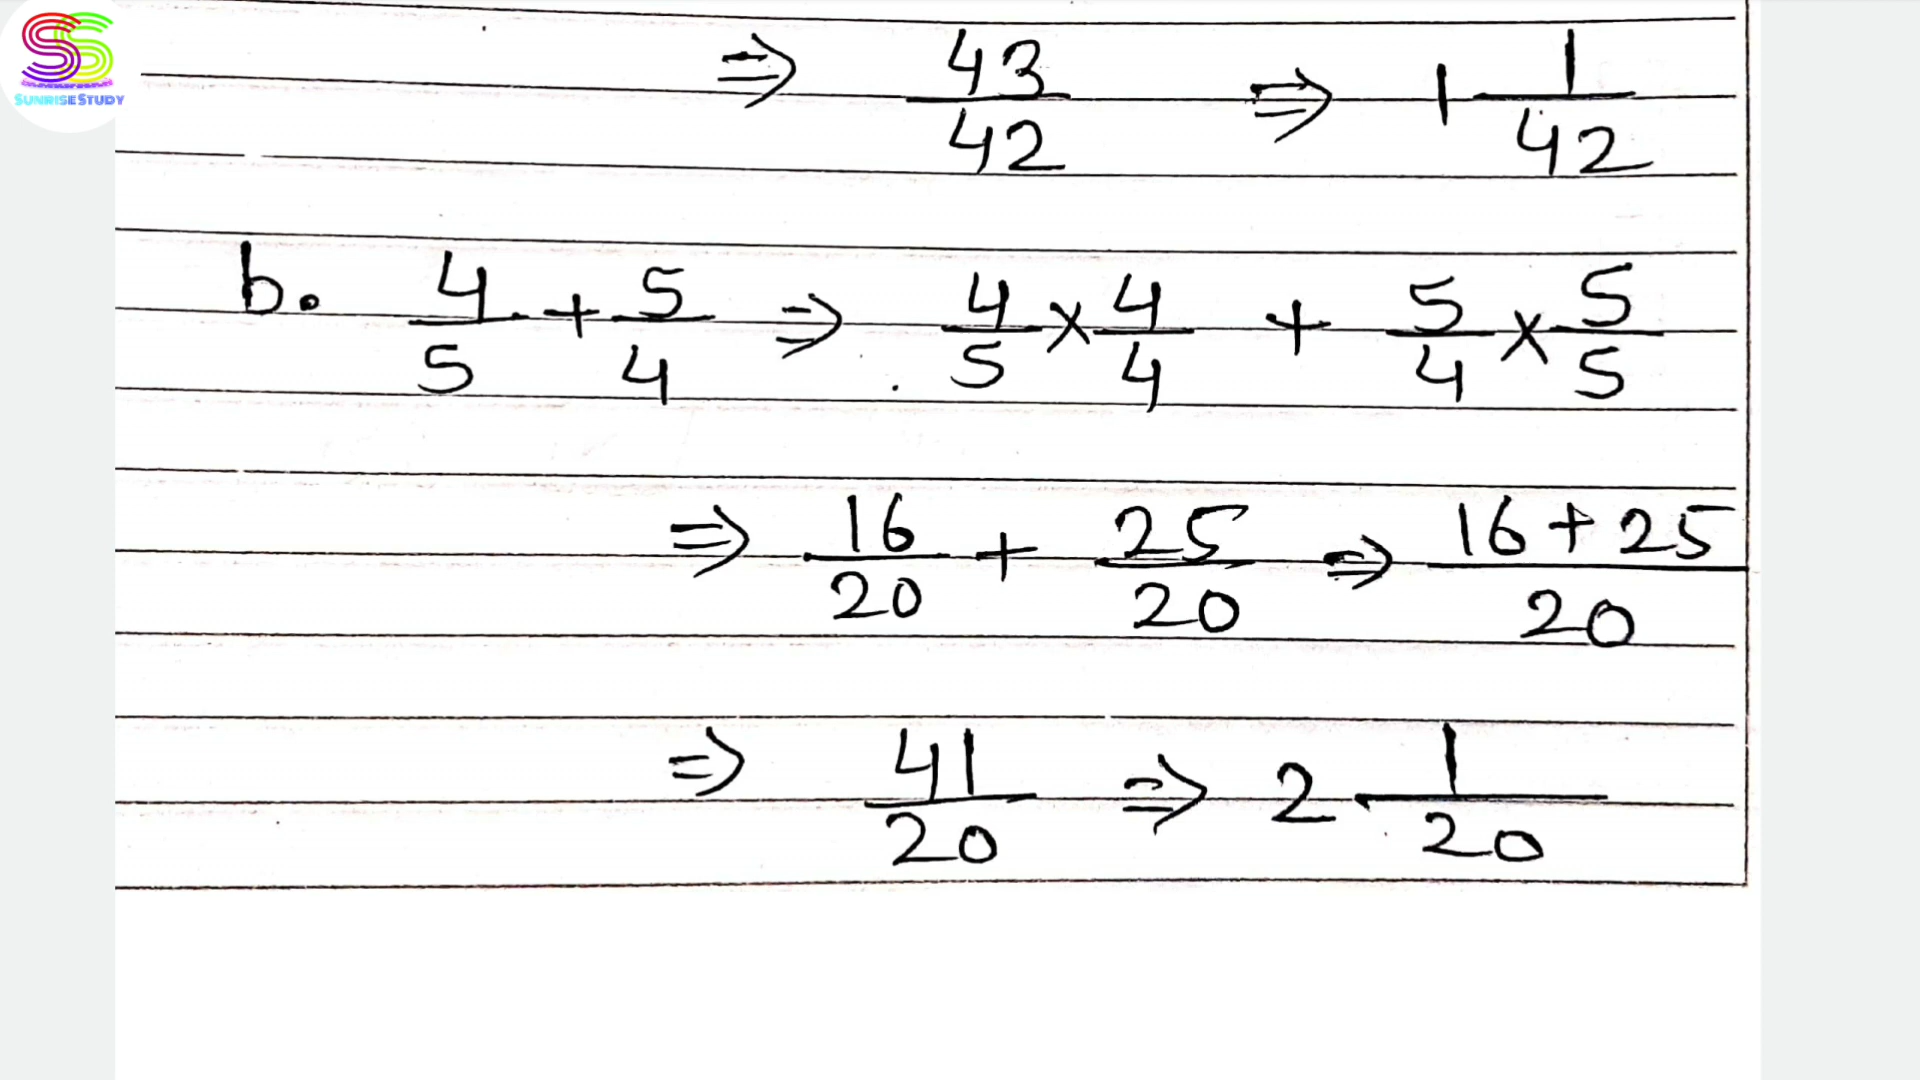 SS
SUNRISE STUDY
⇒ 43/42 ⇒ 1 1/42
b. 4/5 + 5/4 ⇒ 4/5 × 4/4 + 5/4 × 5/5
⇒ 16/20 + 25/20 ⇒ 16+25/20
⇒ 41/20 ⇒ 2 1/20